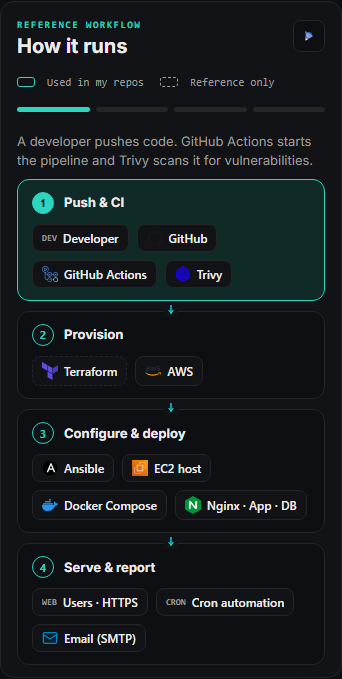 REFERENCE WORKFLOW
How it runs
Used in my repos Reference only
A developer pushes code. GitHub Actions starts
the pipeline and Trivy scans it for vulnerabilities.
1 Push & CI
DEV Developer GitHub
GitHub Actions Trivy
2 Provision
Terraform AWS
3 Configure & deploy
Ansible EC2 host
Docker Compose Nginx · App · DB
4 Serve & report
WEB Users · HTTPS CRON Cron automation
Email (SMTP)